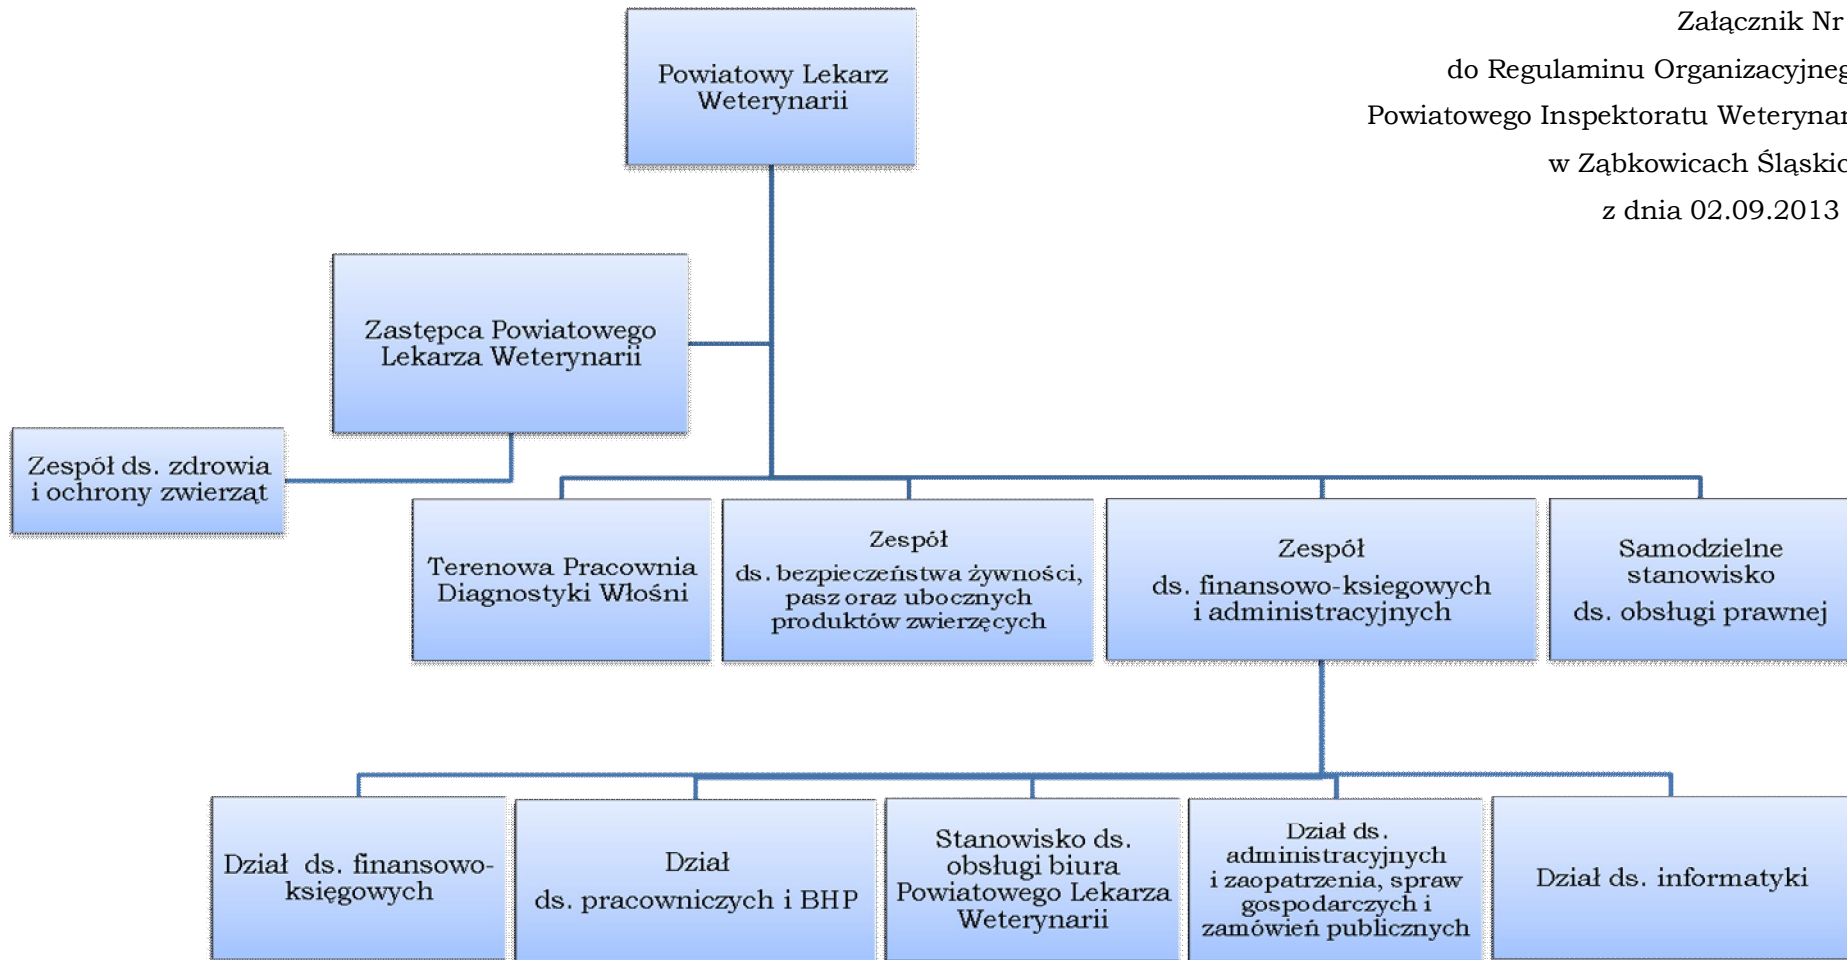 Załącznik Nr
do Regulaminu Organizacyjneg
Powiatowego Inspektoratu Weterynar
w Ząbkowicach Śląskic
z dnia 02.09.2013
Powiatowy Lekarz
Weterynarii
Zastępca Powiatowego
Lekarza Weterynarii
Zespół ds. zdrowia
i ochrony zwierząt
Terenowa Pracownia
Diagnostyki Włośni
Zespół
ds. bezpieczeństwa żywności,
pasz oraz ubocznych
produktów zwierzęcych
Zespół
ds. finansowo-księgowych
i administracyjnych
Samodzielne
stanowisko
ds. obsługi prawnej
Dział ds. finansowo-
księgowych
Dział
ds. pracowniczych i BHP
Stanowisko ds.
obsługi biura
Powiatowego Lekarza
Weterynarii
Dział ds.
administracyjnych
i zaopatrzenia, spraw
gospodarczych i
zamówień publicznych
Dział ds. informatyki